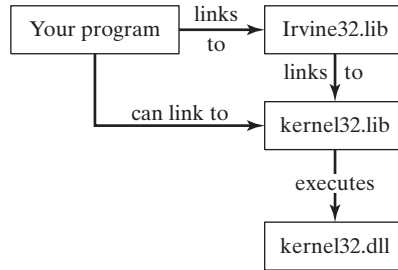 Your program
links
to
Irvine32.lib
links to
can link to
kernel32.lib
executes
kernel32.dll